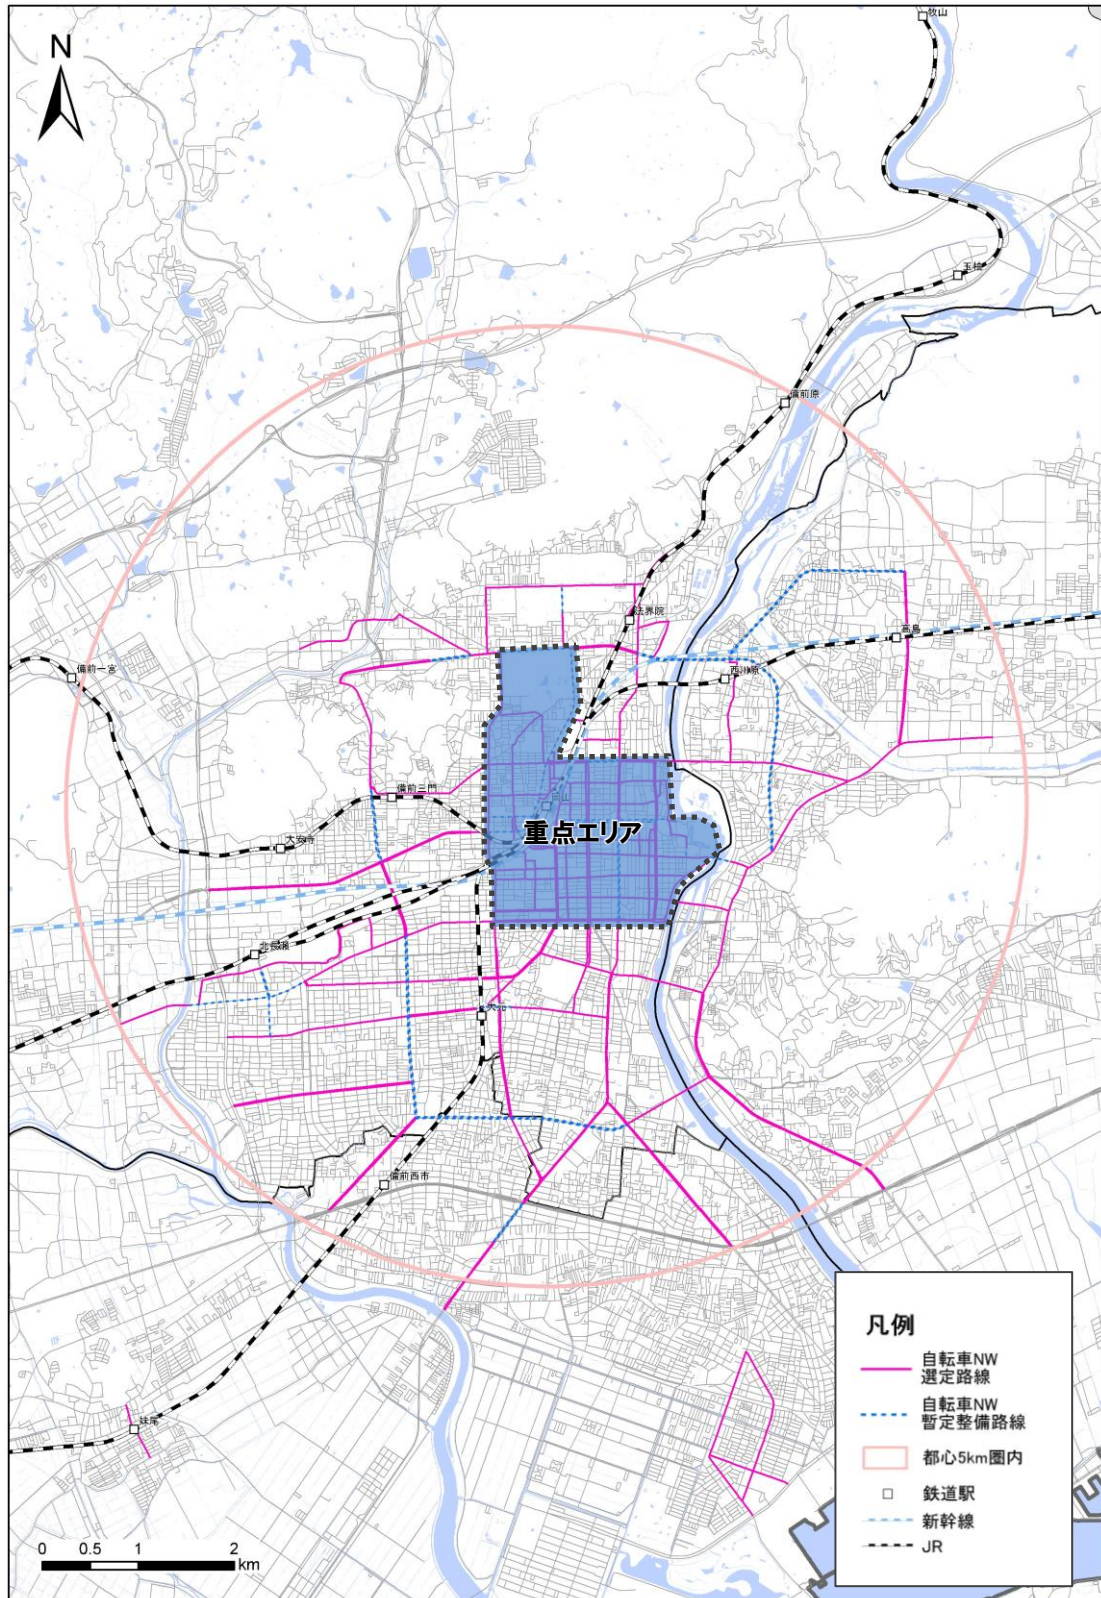 牧山
N
玉柏
備前原
法界院
高島
備前一宮
西川原
備前三門
岡山
重点エリア
大安寺
北長瀬
大元
備前西市
凡例
自転車NW
選定路線
自転車NW
暫定整備路線
都心5km圏内
妹尾
鉄道駅
新幹線
JR
0 0.5 1 2
km